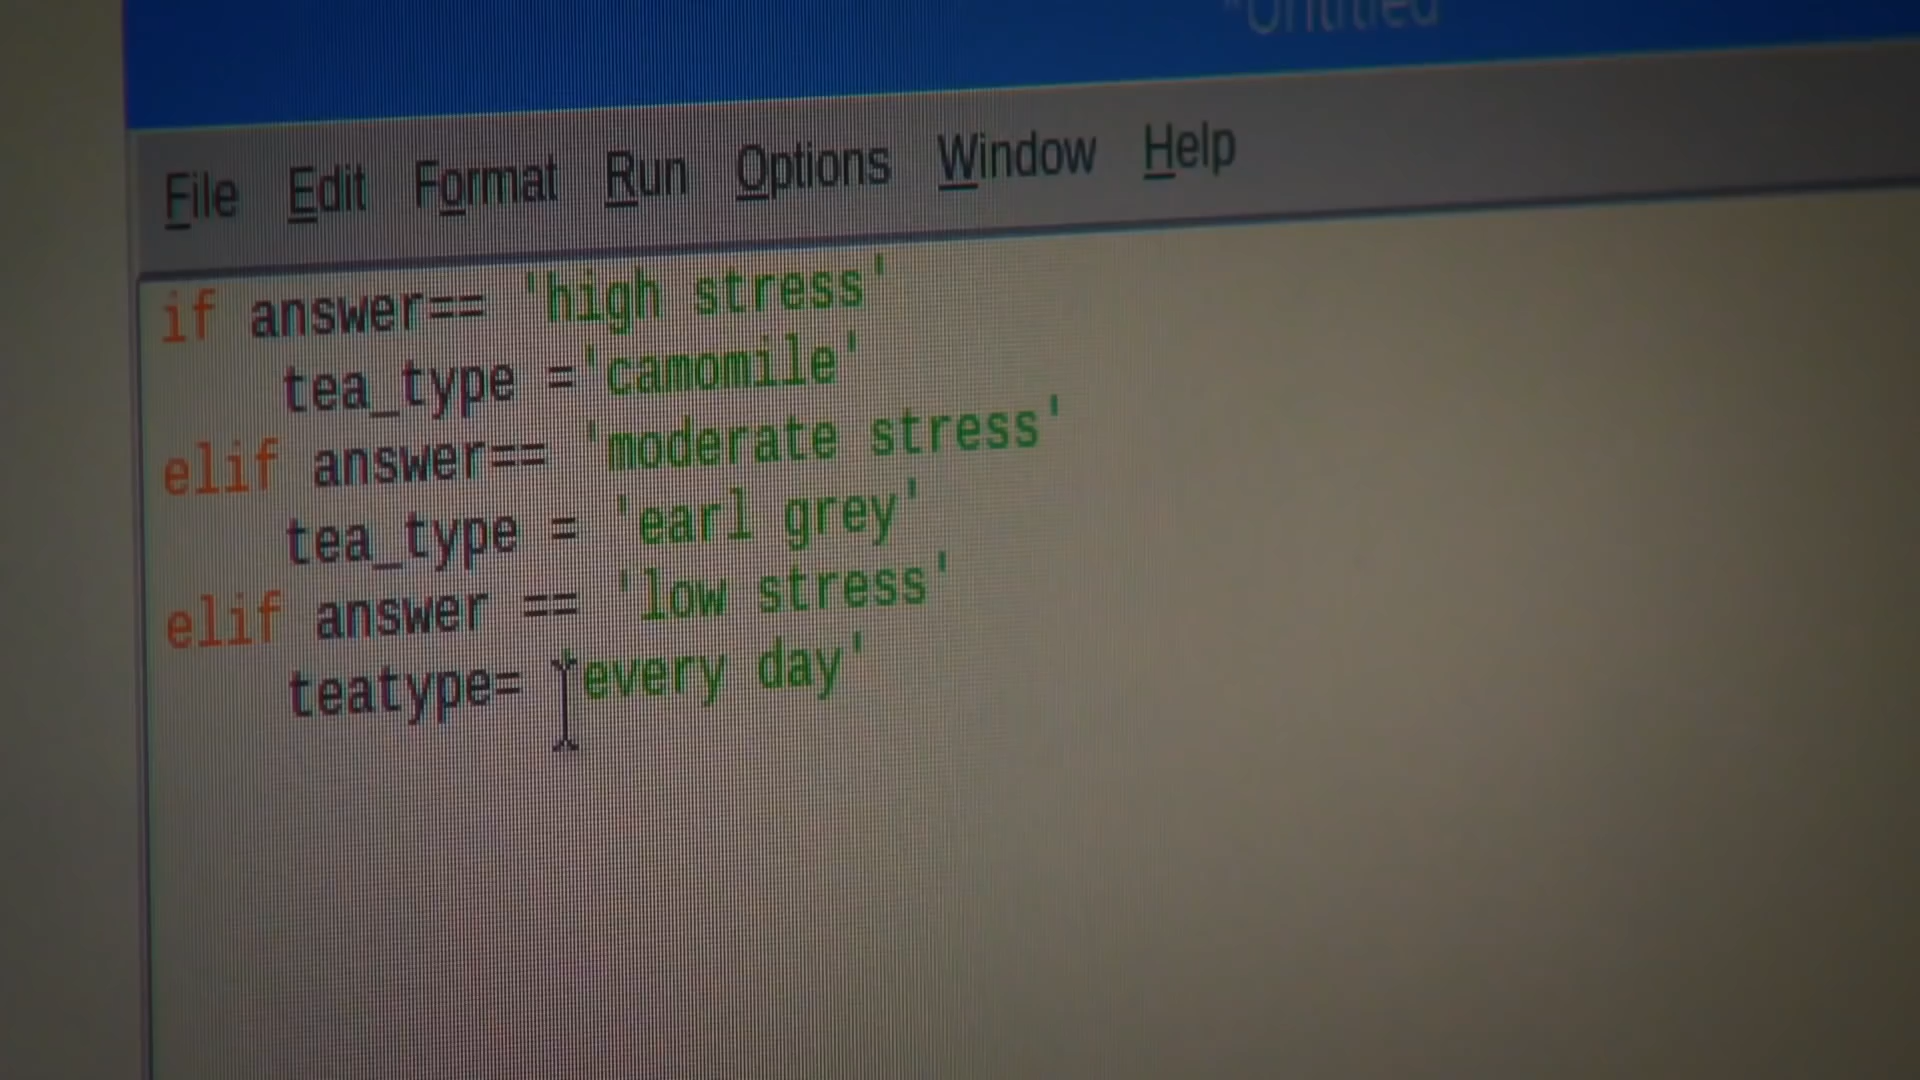 *Untitled
File Edit Format Run Options Window Help
if answer== 'high stress'
    tea_type ='camomile'
elif answer== 'moderate stress'
    tea_type = 'earl grey'
elif answer == 'low stress'
    teatype= 'every day'